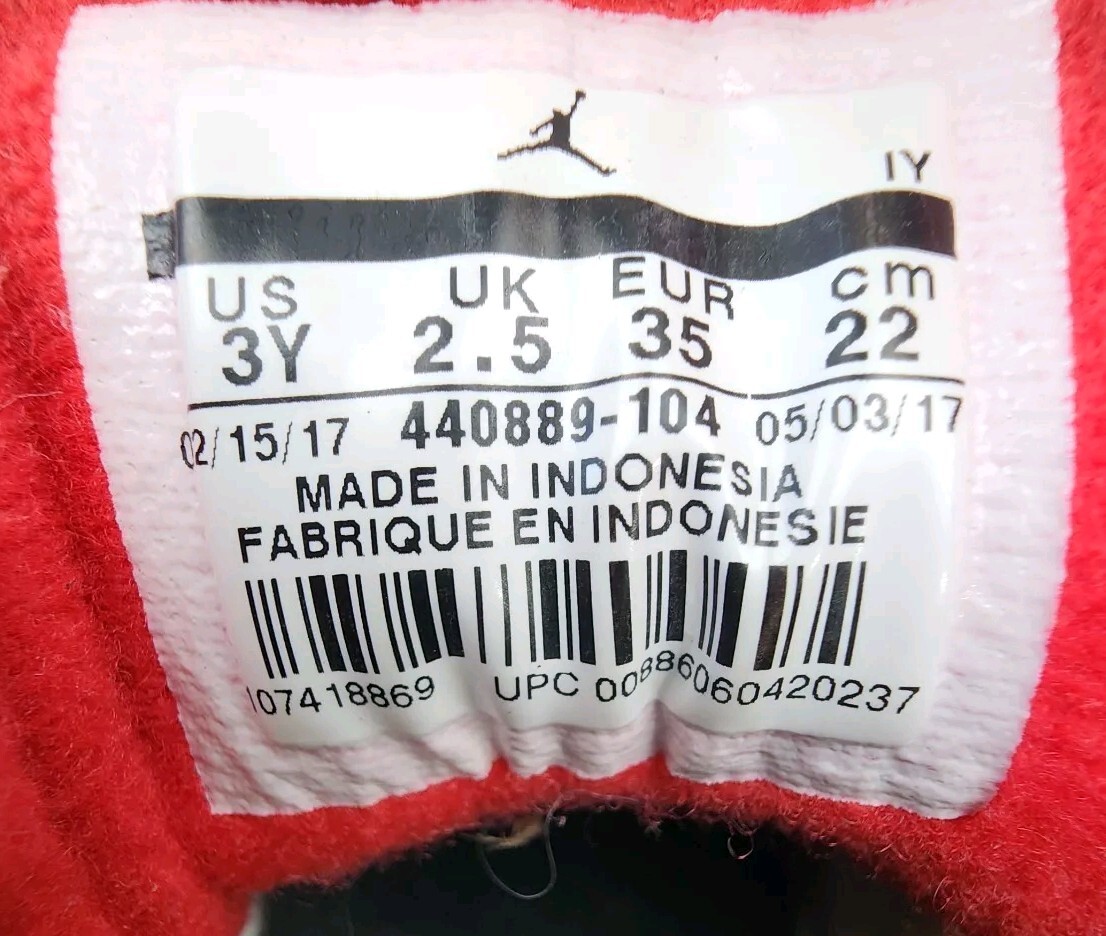 IY
US UK EUR cm
3Y 2.5 35 22
02/15/17 440889-104 05/03/17
MADE IN INDONESIA
FABRIQUE EN INDONESIE
107418869 UPC 00886060420237